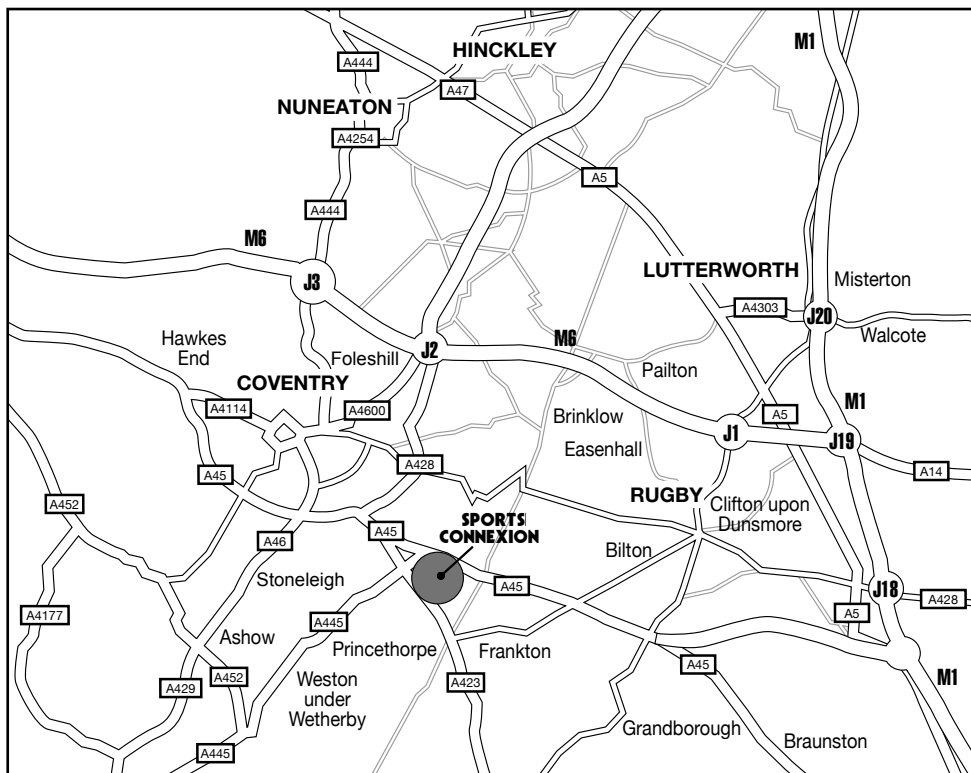 HINCKLEY
M1
A444
A47
NUNEATON
A4254
A5
A444
M6
LUTTERWORTH
J3
Misterton
A4303
J20
Hawkes
End
Foleshill
J2
M6
Walcote
Pailton
COVENTRY
A4114
A4600
Brinklow
A5
M1
J1
J19
Easenhall
A428
A45
A14
RUGBY
A452
Clifton upon
Dunsmore
SPORTS
CONNEXION
A45
A46
Bilton
Stoneleigh
A45
J18
A428
A4177
A445
A5
Ashow
Princethorpe
Frankton
A452
A45
Weston
under
Wetherby
A423
M1
A429
Grandborough
A445
Braunston